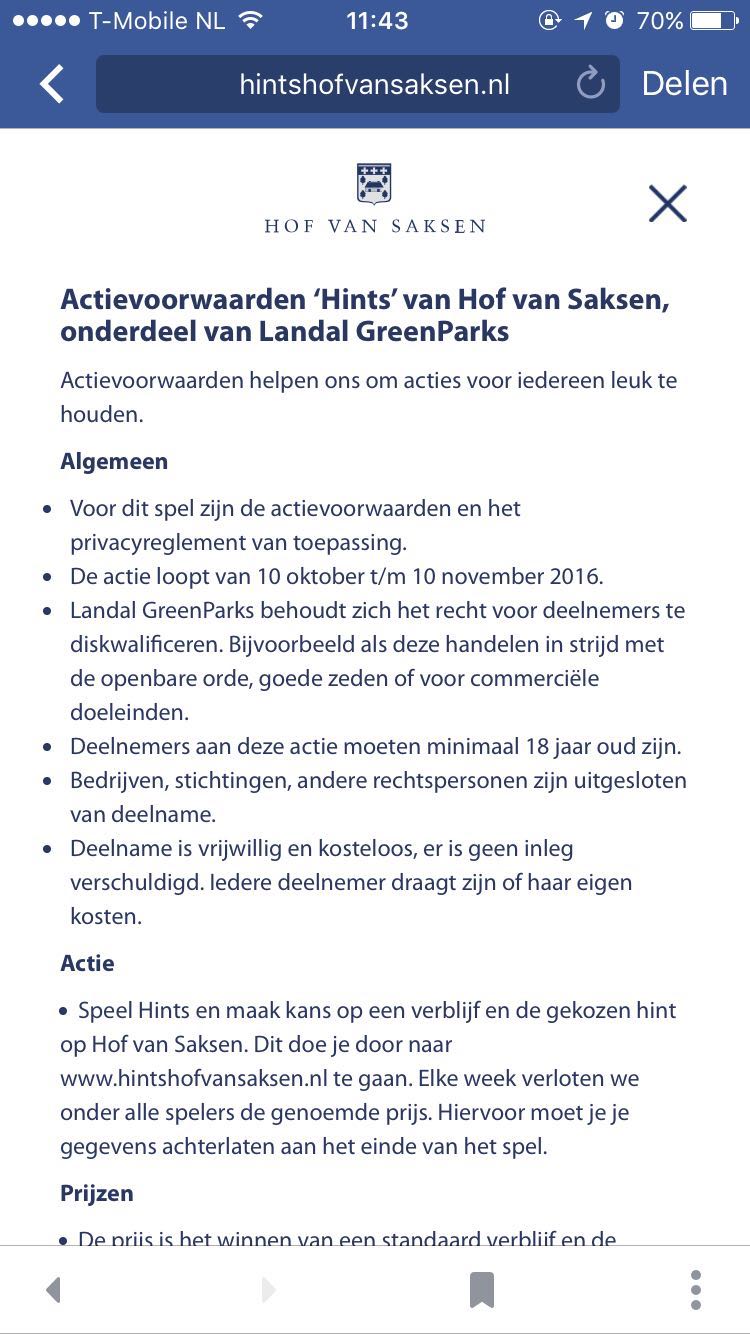 T-Mobile NL 11:43 70%
hintshofvansaksen.nl Delen
HOF VAN SAKSEN
Actievoorwaarden ‘Hints’ van Hof van Saksen,
onderdeel van Landal GreenParks
Actievoorwaarden helpen ons om acties voor iedereen leuk te
houden.
Algemeen
• Voor dit spel zijn de actievoorwaarden en het
privacyreglement van toepassing.
• De actie loopt van 10 oktober t/m 10 november 2016.
• Landal GreenParks behoudt zich het recht voor deelnemers te
diskwalificeren. Bijvoorbeeld als deze handelen in strijd met
de openbare orde, goede zeden of voor commerciële
doeleinden.
• Deelnemers aan deze actie moeten minimaal 18 jaar oud zijn.
• Bedrijven, stichtingen, andere rechtspersonen zijn uitgesloten
van deelname.
• Deelname is vrijwillig en kosteloos, er is geen inleg
verschuldigd. Iedere deelnemer draagt zijn of haar eigen
kosten.
Actie
• Speel Hints en maak kans op een verblijf en de gekozen hint
op Hof van Saksen. Dit doe je door naar
www.hintshofvansaksen.nl te gaan. Elke week verloten we
onder alle spelers de genoemde prijs. Hiervoor moet je je
gegevens achterlaten aan het einde van het spel.
Prijzen
• De prijs is het winnen van een standaard verblijf en de